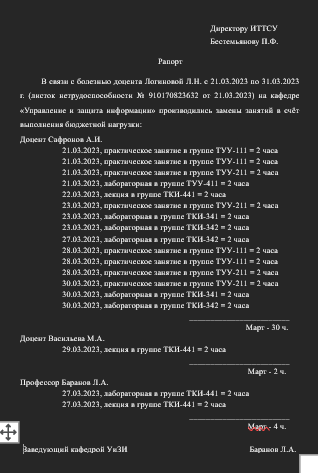 Директору ИТТСУ
Бестемьянову П.Ф.
Рапорт
В связи с болезнью доцента Логиновой Л.Н. с 21.03.2023 по 31.03.2023
г. (листок нетрудоспособности № 910170823632 от 21.03.2023) на кафедре
«Управление и защита информации» производились замены занятий в счёт
выполнения бюджетной нагрузки:
Доцент Сафронов А.И.
21.03.2023, практическое занятие в группе ТУУ-111 = 2 часа
21.03.2023, практическое занятие в группе ТУУ-111 = 2 часа
21.03.2023, практическое занятие в группе ТУУ-211 = 2 часа
21.03.2023, лабораторная в группе ТУУ-411 = 2 часа
22.03.2023, лекция в группе ТКИ-441 = 2 часа
23.03.2023, практическое занятие в группе ТУУ-211 = 2 часа
23.03.2023, лабораторная в группе ТКИ-341 = 2 часа
23.03.2023, лабораторная в группе ТКИ-342 = 2 часа
27.03.2023, лабораторная в группе ТКИ-342 = 2 часа
28.03.2023, практическое занятие в группе ТУУ-111 = 2 часа
28.03.2023, практическое занятие в группе ТУУ-111 = 2 часа
28.03.2023, практическое занятие в группе ТУУ-211 = 2 часа
30.03.2023, практическое занятие в группе ТУУ-211 = 2 часа
30.03.2023, лабораторная в группе ТКИ-341 = 2 часа
30.03.2023, лабораторная в группе ТКИ-342 = 2 часа
Март - 30 ч.
Доцент Васильева М.А.
29.03.2023, лекция в группе ТКИ-441 = 2 часа
Март - 2 ч.
Профессор Баранов Л.А.
27.03.2023, лабораторная в группе ТКИ-441 = 2 часа
27.03.2023, лекция в группе ТКИ-441 = 2 часа
Март - 4 ч.
Заведующий кафедрой УиЗИ Баранов Л.А.